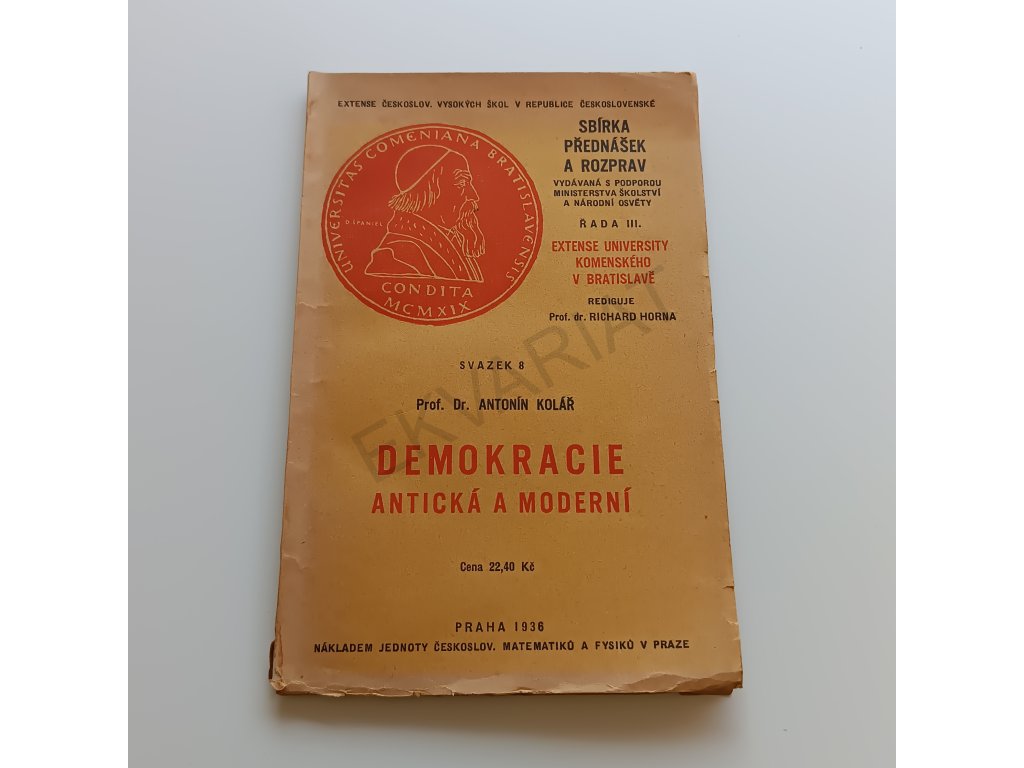 EXTENSE ČESKOSLOV. VYSOKÝCH ŠKOL V REPUBLICE ČESKOSLOVENSKÉ
UNIVERSITAS COMENIANA BRATISLAVENSIS
O. ŠPANIEL
CONDITA
MCMXIX
SBÍRKA
PŘEDNÁŠEK
A ROZPRAV
VYDÁVANÁ S PODPOROU
MINISTERSTVA ŠKOLSTVÍ
A NÁRODNÍ OSVĚTY
ŘADA III.
EXTENSE UNIVERSITY
KOMENSKÉHO
V BRATISLAVĚ
REDIGUJE
Prof. dr. RICHARD HORNA
SVAZEK 8
Prof. Dr. ANTONÍN KOLÁŘ
EKVARIAT
DEMOKRACIE
ANTICKÁ A MODERNÍ
Cena 22,40 Kč
PRAHA 1936
NÁKLADEM JEDNOTY ČESKOSLOV. MATEMATIKŮ A FYSIKŮ V PRAZE